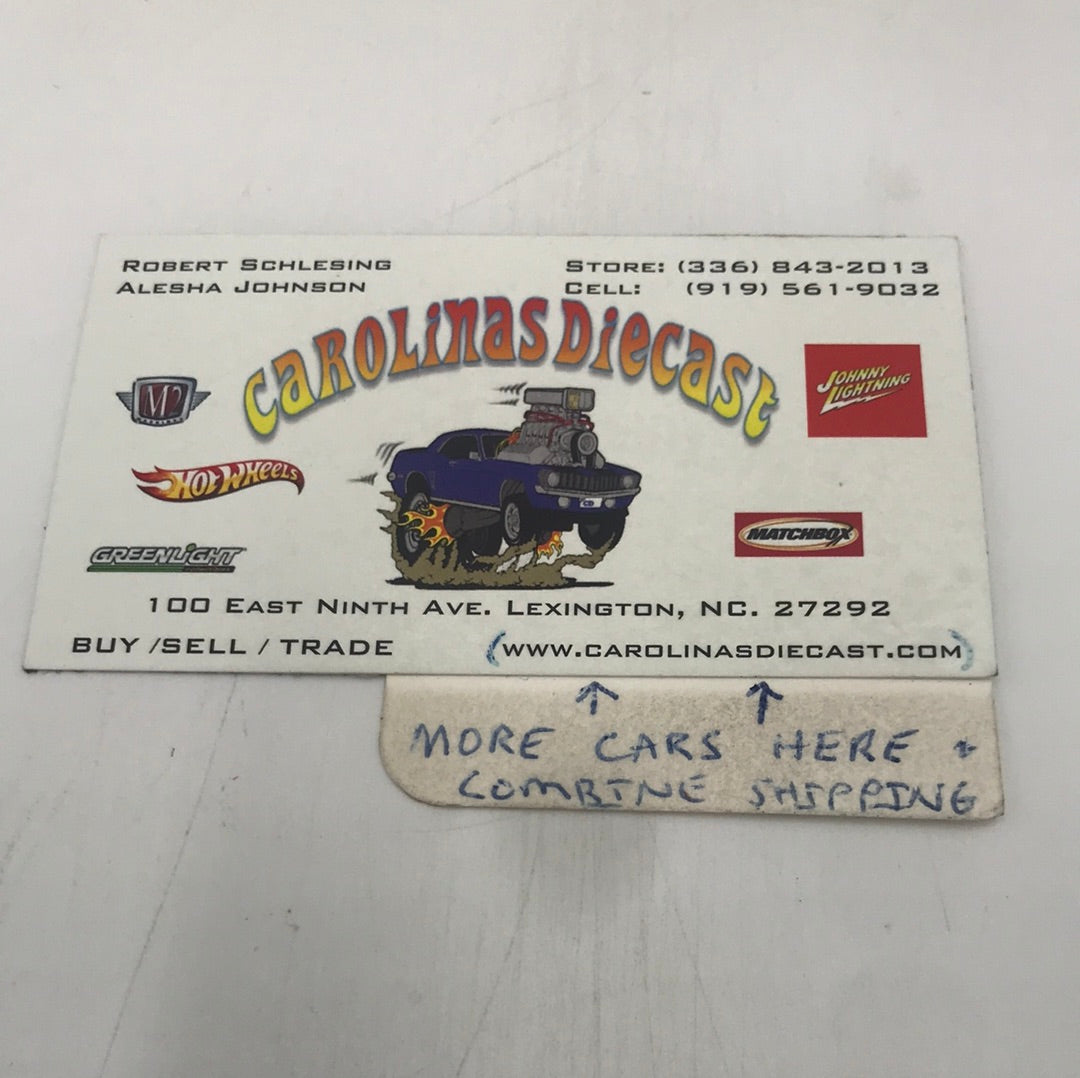 ROBERT SCHLESING
ALESHA JOHNSON
STORE: (336) 843-2013
CELL: (919) 561-9032
CAROLINAS DIECAST
M2
JOHNNY
LIGHTNING
HOT WHEELS
MATCHBOX
GREENLIGHT
100 EAST NINTH AVE. LEXINGTON, NC. 27292
BUY /SELL / TRADE
(WWW.CAROLINASDIECAST.COM)
MORE CARS HERE +
COMBINE SHIPPING